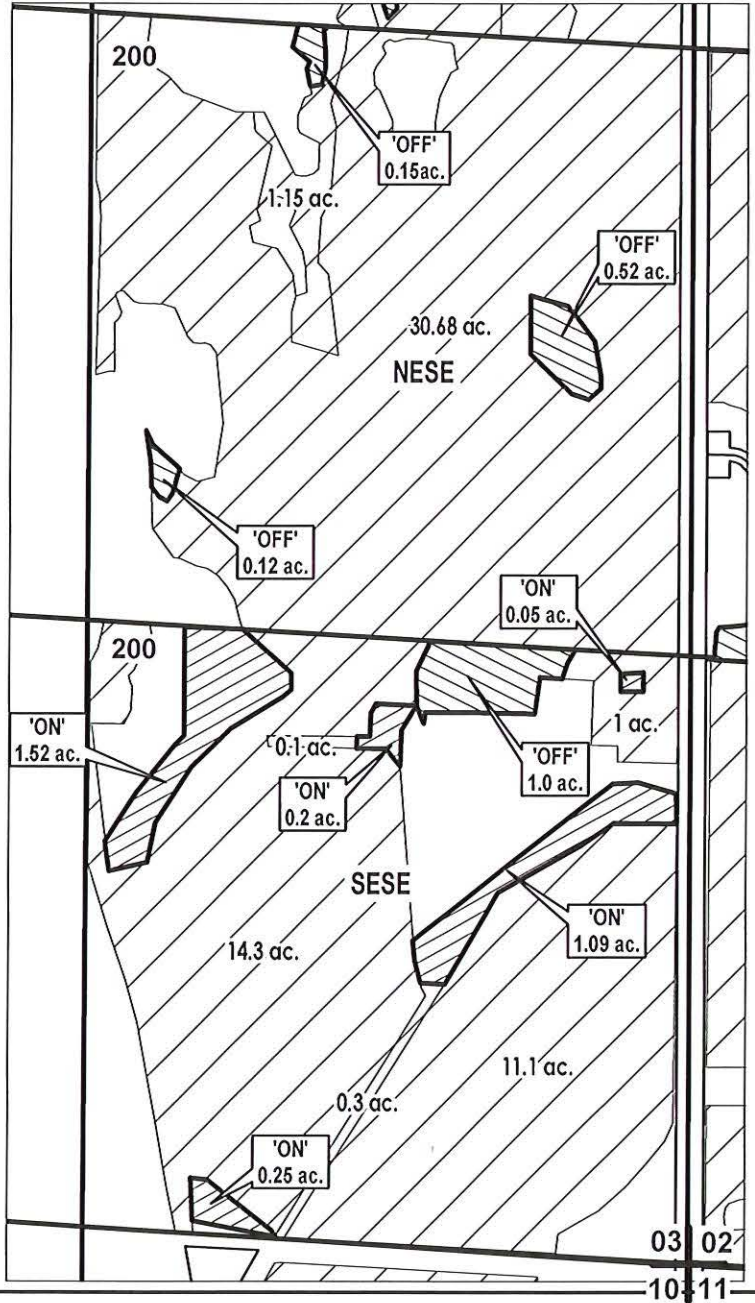 200
'OFF'
0.15ac.
1.15 ac.
'OFF'
0.52 ac.
30.68 ac.
NESE
'OFF'
0.12 ac.
'ON'
0.05 ac.
200
'ON'
1.52 ac.
0.1 ac.
1 ac.
'OFF'
1.0 ac.
'ON'
0.2 ac.
SESE
'ON'
1.09 ac.
14.3 ac.
11.1 ac.
0.3 ac.
'ON'
0.25 ac.
03 02
10 11